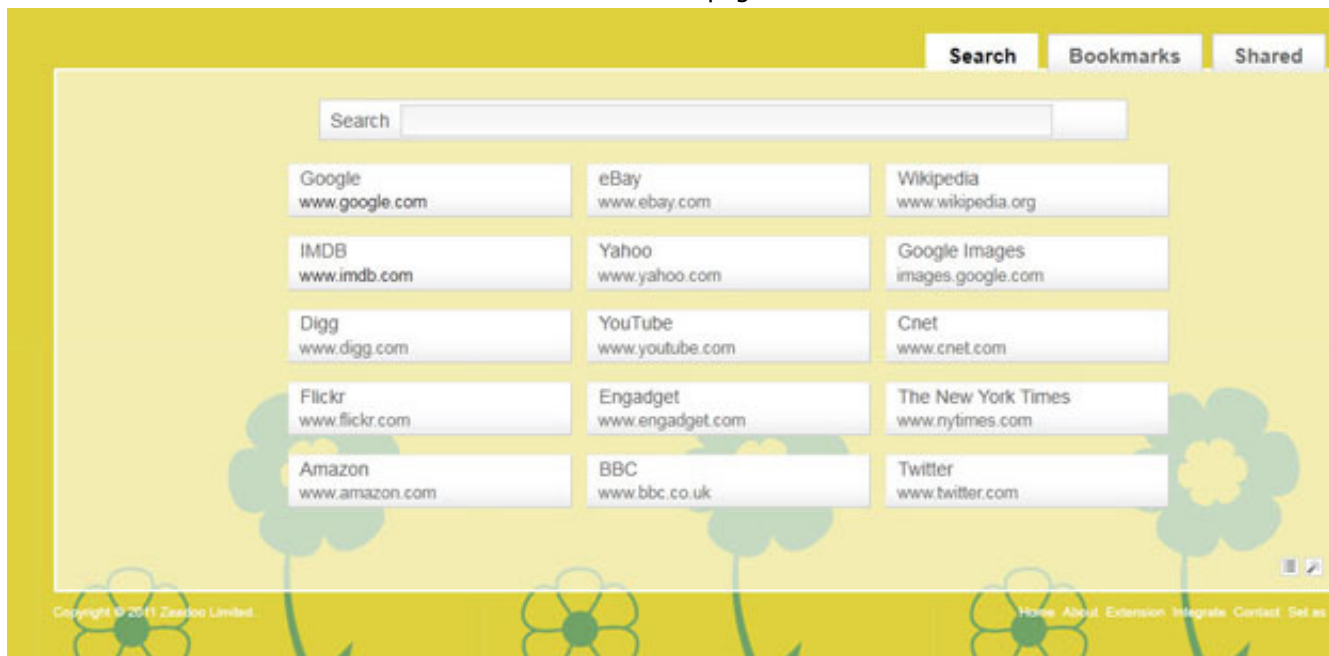 Search Bookmarks Shared
Search
Google eBay Wikipedia
www.google.com www.ebay.com www.wikipedia.org
IMDB Yahoo Google Images
www.imdb.com www.yahoo.com images.google.com
Digg YouTube Cnet
www.digg.com www.youtube.com www.cnet.com
Flickr Engadget The New York Times
www.flickr.com www.engadget.com www.nytimes.com
Amazon BBC Twitter
www.amazon.com www.bbc.co.uk www.twitter.com
Copyright © 2011 Zeadoo Limited. Home About Extension Integrate Contact Set as